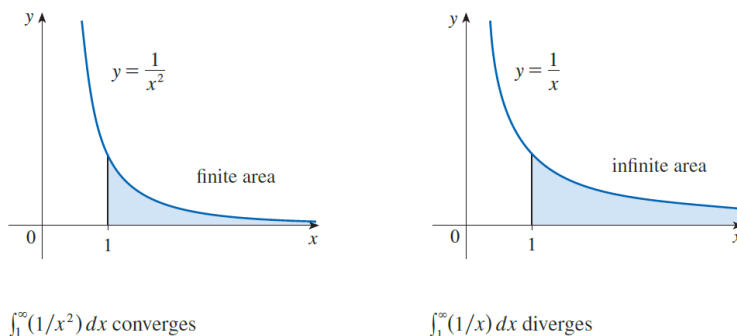 y
y = 1/x²
finite area
0
1
x
∫₁^∞(1/x²) dx converges
y
y = 1/x
infinite area
0
1
x
∫₁^∞(1/x) dx diverges